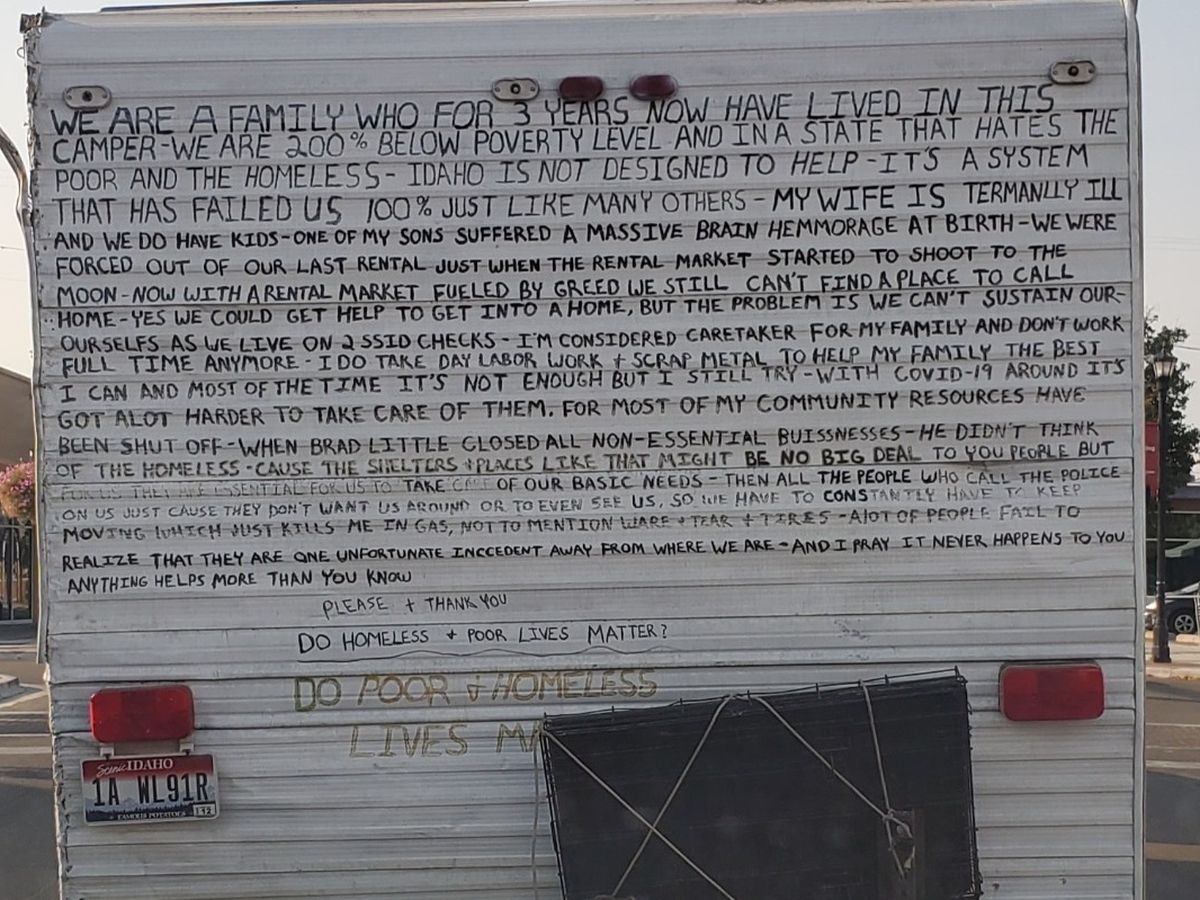 WE ARE A FAMILY WHO FOR 3 YEARS NOW HAVE LIVED IN THIS
CAMPER-WE ARE 200% BELOW POVERTY LEVEL AND IN A STATE THAT HATES THE
POOR AND THE HOMELESS- IDAHO IS NOT DESIGNED TO HELP-IT'S A SYSTEM
THAT HAS FAILED US 100% JUST LIKE MANY OTHERS-MY WIFE IS TERMANLLY ILL
AND WE DO HAVE KIDS-ONE OF MY SONS SUFFERED A MASSIVE BRAIN HEMMORAGE AT BIRTH-WE WERE
FORCED OUT OF OUR LAST RENTAL JUST WHEN THE RENTAL MARKET STARTED TO SHOOT TO THE
MOON-NOW WITH A RENTAL MARKET FUELED BY GREED WE STILL CAN'T FIND A PLACE TO CALL
HOME-YES WE COULD GET HELP TO GET INTO A HOME, BUT THE PROBLEM IS WE CAN'T SUSTAIN OUR-
OURSELFS AS WE LIVE ON 2 SSID CHECKS-I'M CONSIDERED CARETAKER FOR MY FAMILY AND DON'T WORK
FULL TIME ANYMORE-I DO TAKE DAY LABOR WORK + SCRAP METAL TO HELP MY FAMILY THE BEST
I CAN AND MOST OF THE TIME IT'S NOT ENOUGH BUT I STILL TRY-WITH COVID-19 AROUND IT'S
GOT ALOT HARDER TO TAKE CARE OF THEM. FOR MOST OF MY COMMUNITY RESOURCES HAVE
BEEN SHUT OFF-WHEN BRAD LITTLE CLOSED ALL NON-ESSENTIAL BUISSNESSES-HE DIDN'T THINK
OF THE HOMELESS-CAUSE THE SHELTERS +PLACES LIKE THAT MIGHT BE NO BIG DEAL TO YOU PEOPLE BUT
FOR US THEY ARE ESSENTIAL FOR US TO TAKE CARE OF OUR BASIC NEEDS-THEN ALL THE PEOPLE WHO CALL THE POLICE
ON US JUST CAUSE THEY DON'T WANT US AROUND OR TO EVEN SEE US, SO WE HAVE TO CONSTANTLY HAVE TO KEEP
MOVING WHICH JUST KILLS ME IN GAS, NOT TO MENTION WARE + TEAR + TIRES-ALOT OF PEOPLE FAIL TO
REALIZE THAT THEY ARE ONE UNFORTUNATE INCCEDENT AWAY FROM WHERE WE ARE-AND I PRAY IT NEVER HAPPENS TO YOU
ANYTHING HELPS MORE THAN YOU KNOW
PLEASE + THANK YOU
DO HOMELESS + POOR LIVES MATTER?
DO POOR & HOMELESS
LIVES MA
Scenic IDAHO
1A WL91R
FAMOUS POTATOES